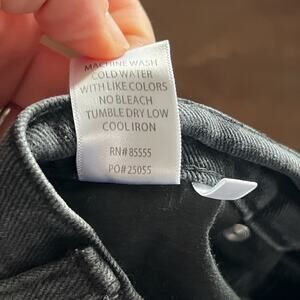 MACHINE WASH
COLD WATER
WITH LIKE COLORS
NO BLEACH
TUMBLE DRY LOW
COOL IRON
RN# 85555
PO# 25055